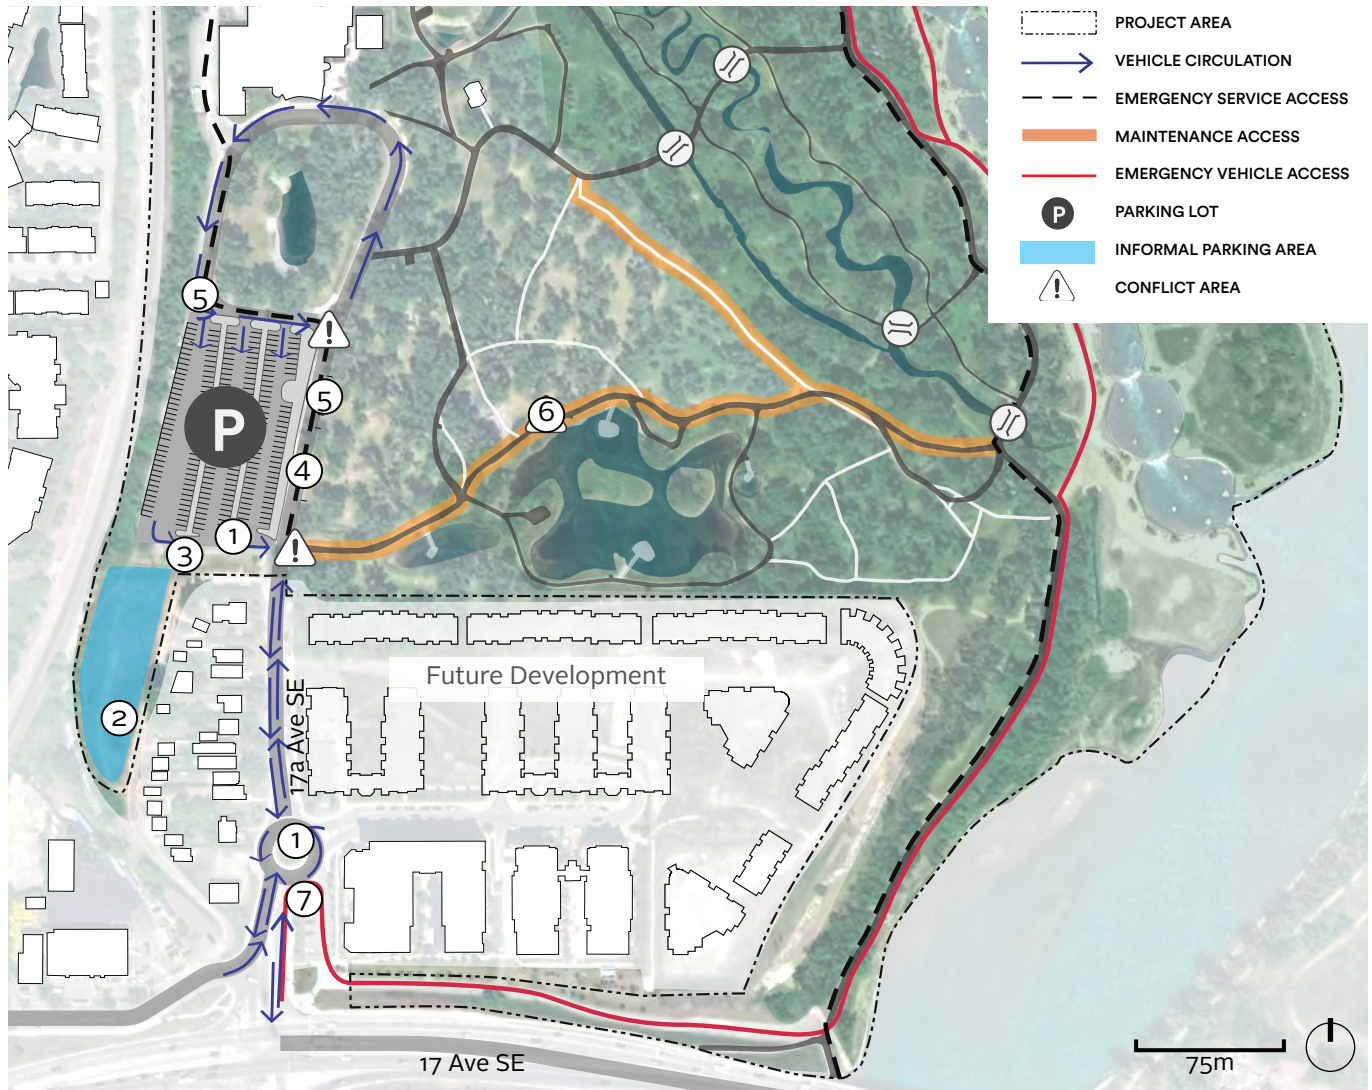 PROJECT AREA
VEHICLE CIRCULATION
EMERGENCY SERVICE ACCESS
MAINTENANCE ACCESS
EMERGENCY VEHICLE ACCESS
P PARKING LOT
INFORMAL PARKING AREA
! CONFLICT AREA
5
!
5
P
6
4
1
3
!
Future Development
2
17a Ave SE
1
7
17 Ave SE
75m